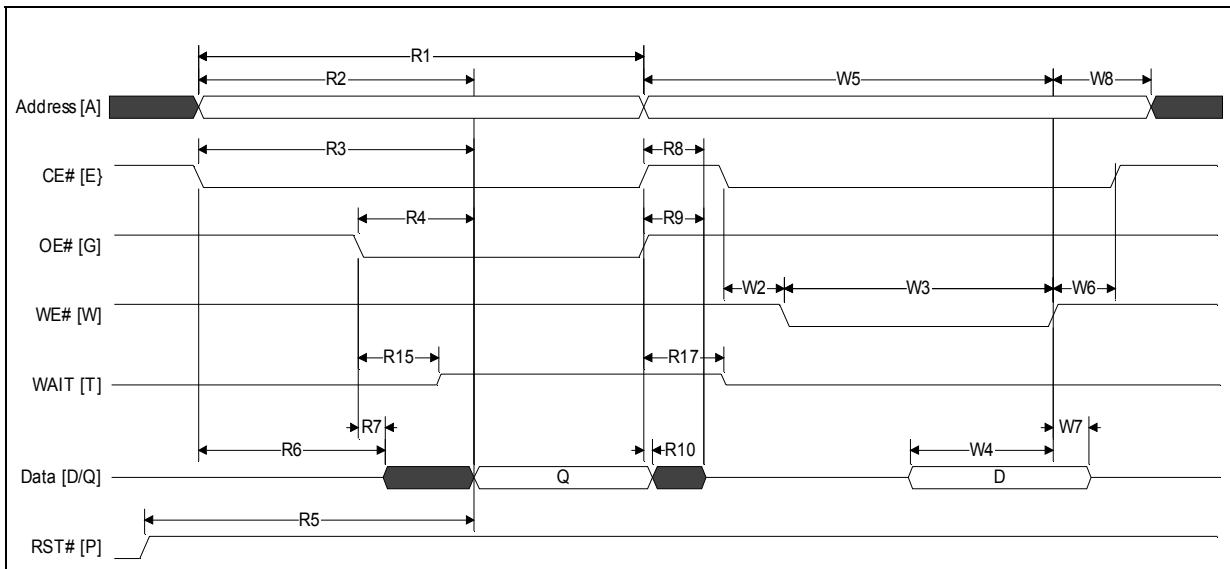 R1
R2
W5
W8
Address [A]
R3
R8
CE# [E}
R4
R9
OE# [G]
W2
W3
W6
WE# [W]
R15
R17
WAIT [T]
R7
W7
R6
R10
W4
Data [D/Q]
Q
D
R5
RST# [P]